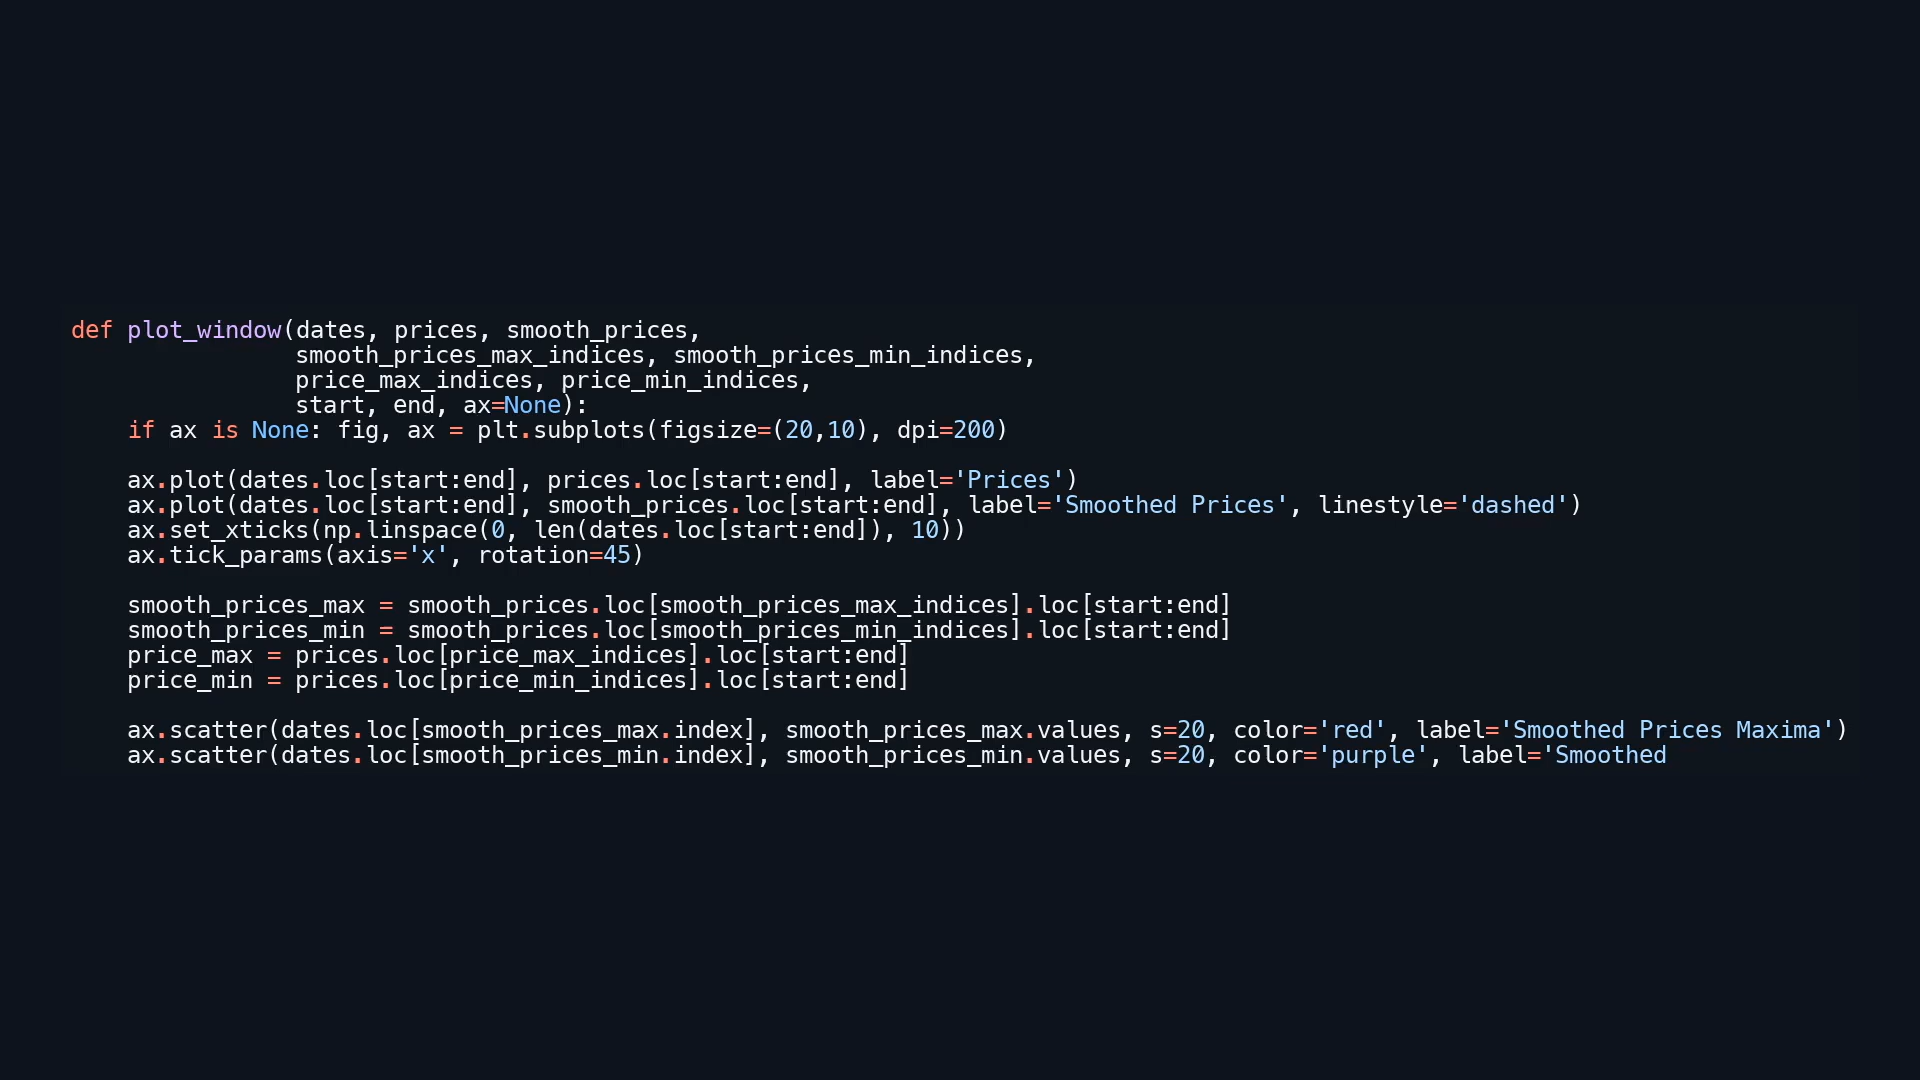 def plot_window(dates, prices, smooth_prices,
                smooth_prices_max_indices, smooth_prices_min_indices,
                price_max_indices, price_min_indices,
                start, end, ax=None):
    if ax is None: fig, ax = plt.subplots(figsize=(20,10), dpi=200)

    ax.plot(dates.loc[start:end], prices.loc[start:end], label='Prices')
    ax.plot(dates.loc[start:end], smooth_prices.loc[start:end], label='Smoothed Prices', linestyle='dashed')
    ax.set_xticks(np.linspace(0, len(dates.loc[start:end]), 10))
    ax.tick_params(axis='x', rotation=45)

    smooth_prices_max = smooth_prices.loc[smooth_prices_max_indices].loc[start:end]
    smooth_prices_min = smooth_prices.loc[smooth_prices_min_indices].loc[start:end]
    price_max = prices.loc[price_max_indices].loc[start:end]
    price_min = prices.loc[price_min_indices].loc[start:end]

    ax.scatter(dates.loc[smooth_prices_max.index], smooth_prices_max.values, s=20, color='red', label='Smoothed Prices Maxima')
    ax.scatter(dates.loc[smooth_prices_min.index], smooth_prices_min.values, s=20, color='purple', label='Smoothed